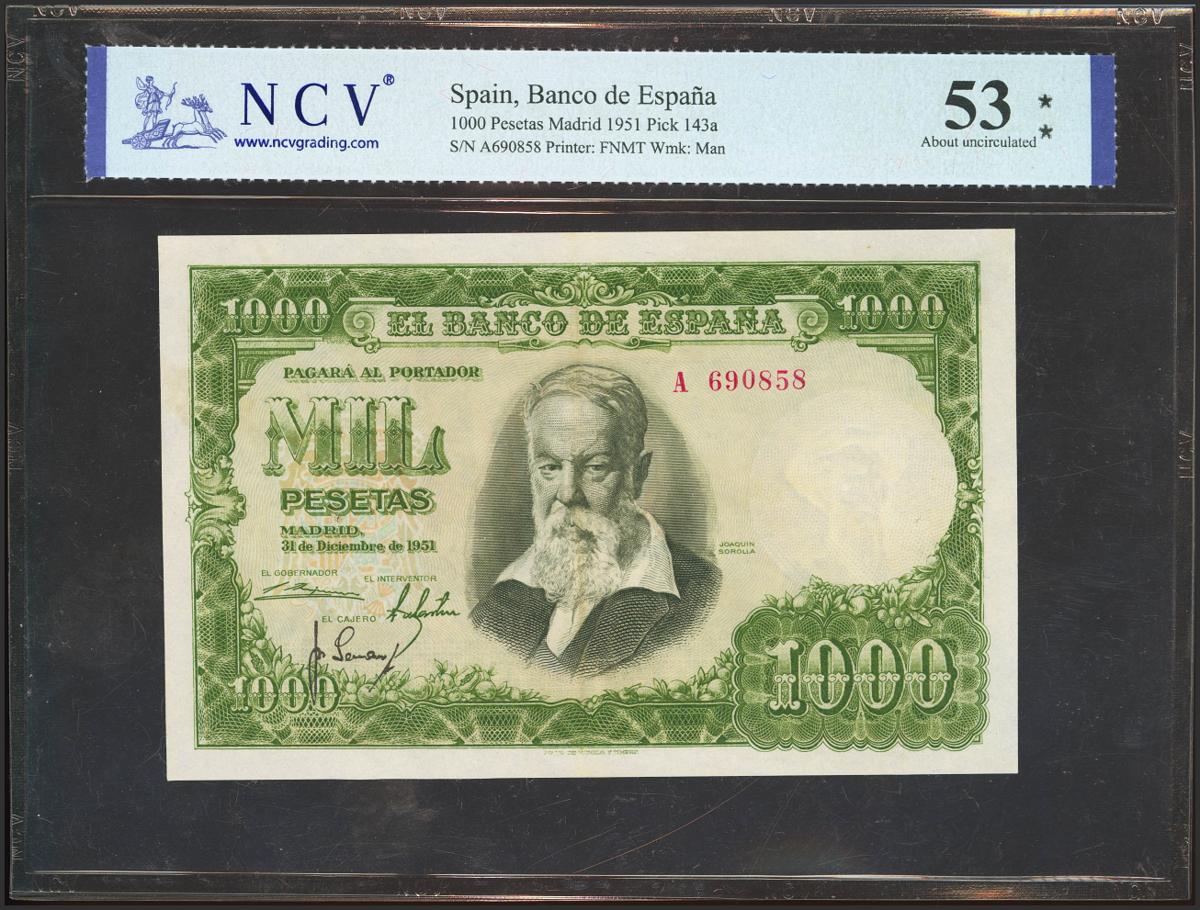 NCV®
www.ncvgrading.com
Spain, Banco de España
1000 Pesetas Madrid 1951 Pick 143a
S/N A690858 Printer: FNMT Wmk: Man
53
About uncirculated
1000
EL BANCO DE ESPAÑA
1000
PAGARÁ AL PORTADOR
A 690858
MIL
PESETAS
MADRID,
31 de Diciembre de 1951
JOAQUIN
SOROLLA
EL GOBERNADOR
EL INTERVENTOR
EL CAJERO
1000
1000